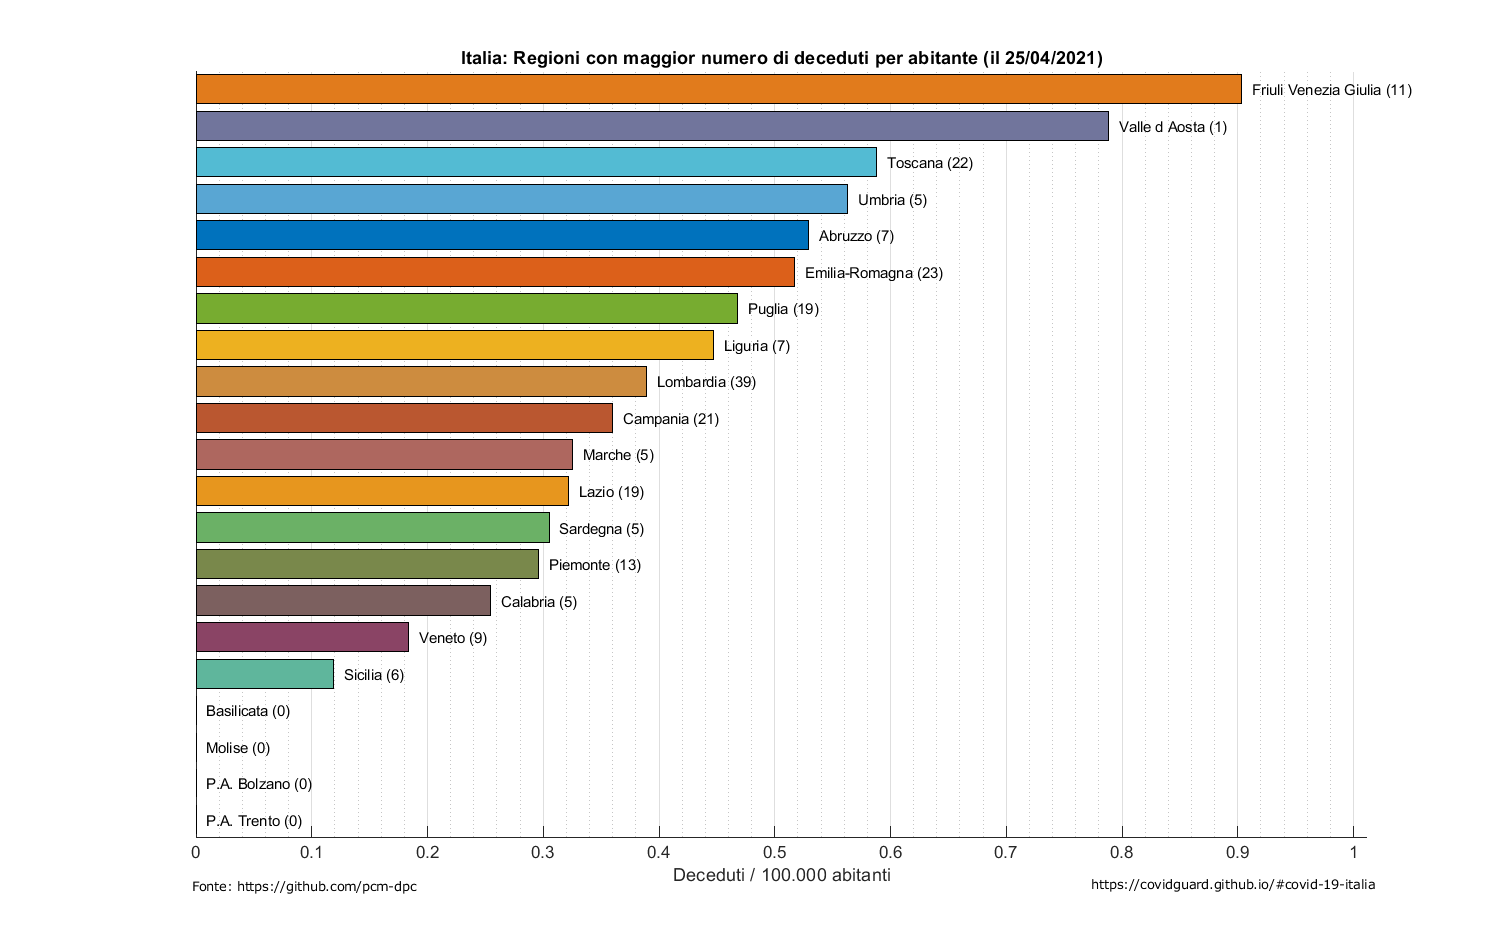 Italia: Regioni con maggior numero di deceduti per abitante (il 25/04/2021)
Friuli Venezia Giulia (11)
Valle d Aosta (1)
Toscana (22)
Umbria (5)
Abruzzo (7)
Emilia-Romagna (23)
Puglia (19)
Liguria (7)
Lombardia (39)
Campania (21)
Marche (5)
Lazio (19)
Sardegna (5)
Piemonte (13)
Calabria (5)
Veneto (9)
Sicilia (6)
Basilicata (0)
Molise (0)
P.A. Bolzano (0)
P.A. Trento (0)
0 0.1 0.2 0.3 0.4 0.5 0.6 0.7 0.8 0.9 1
Deceduti / 100.000 abitanti
Fonte: https://github.com/pcm-dpc
https://covidguard.github.io/#covid-19-italia